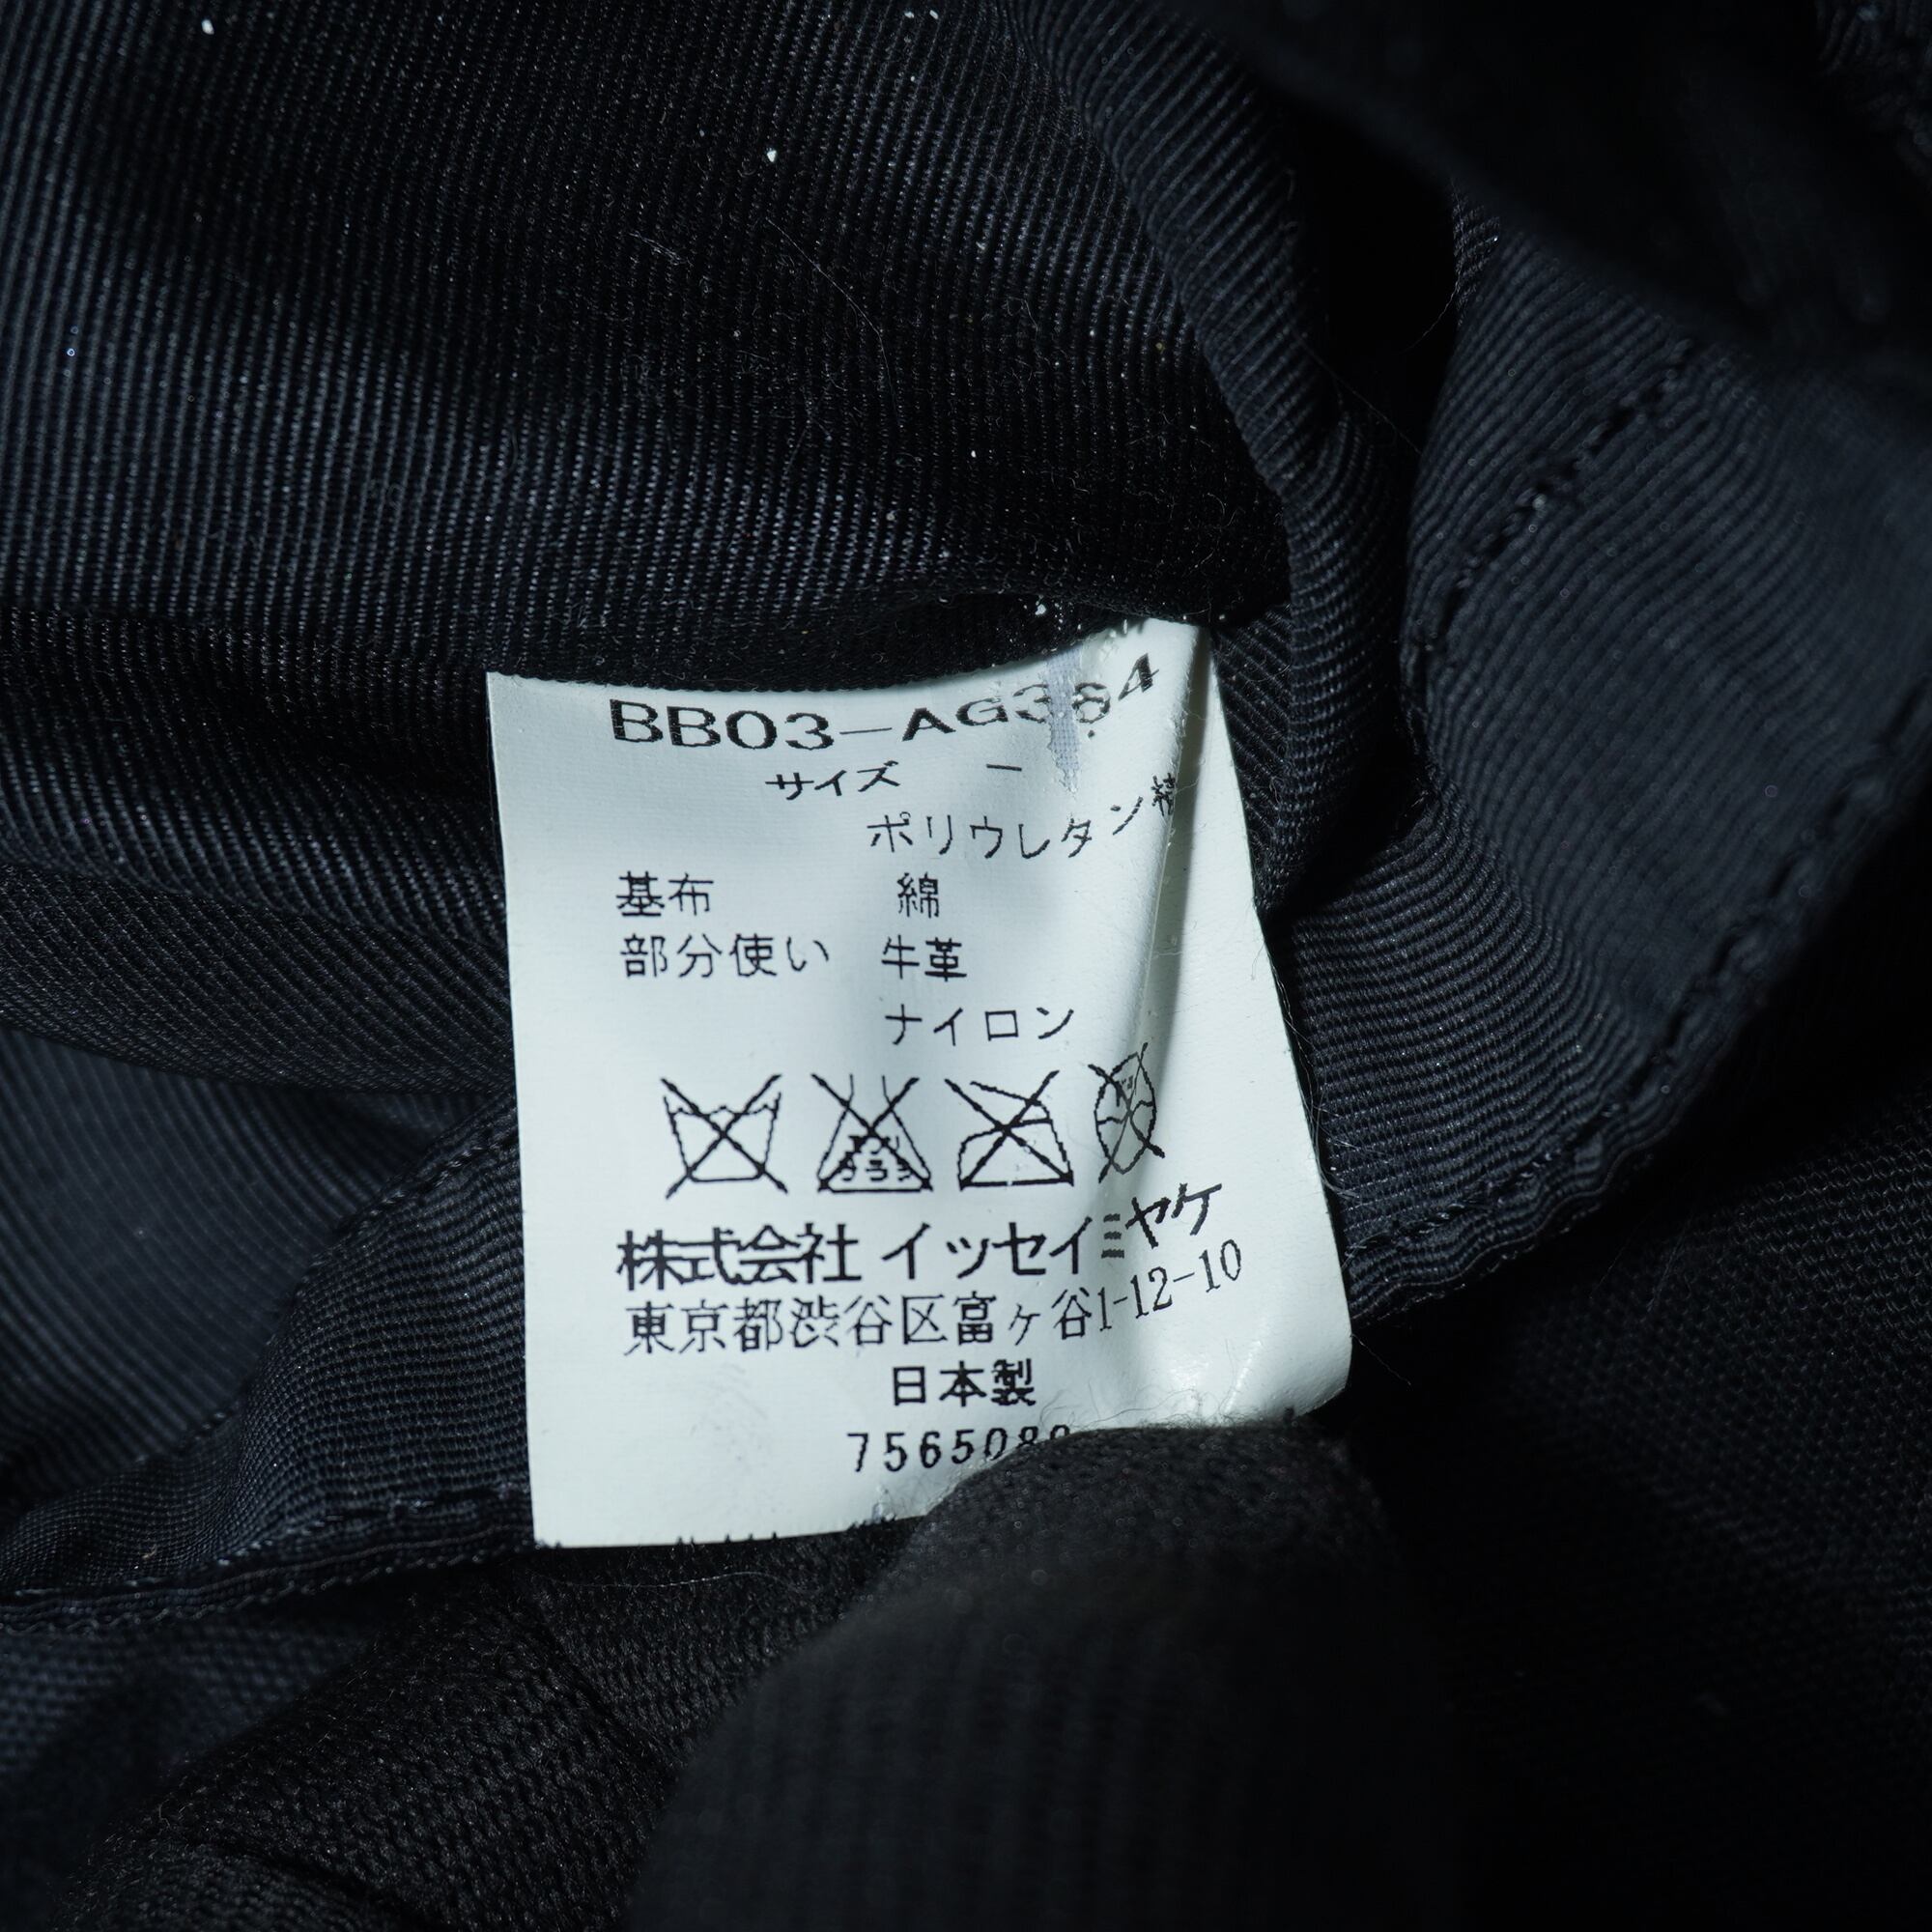 BB03-AG384
サイズ -
ポリウレタン
基布 綿
部分使い 牛革
ナイロン
株式会社 イッセイミヤケ
東京都渋谷区富ヶ谷1-12-10
日本製